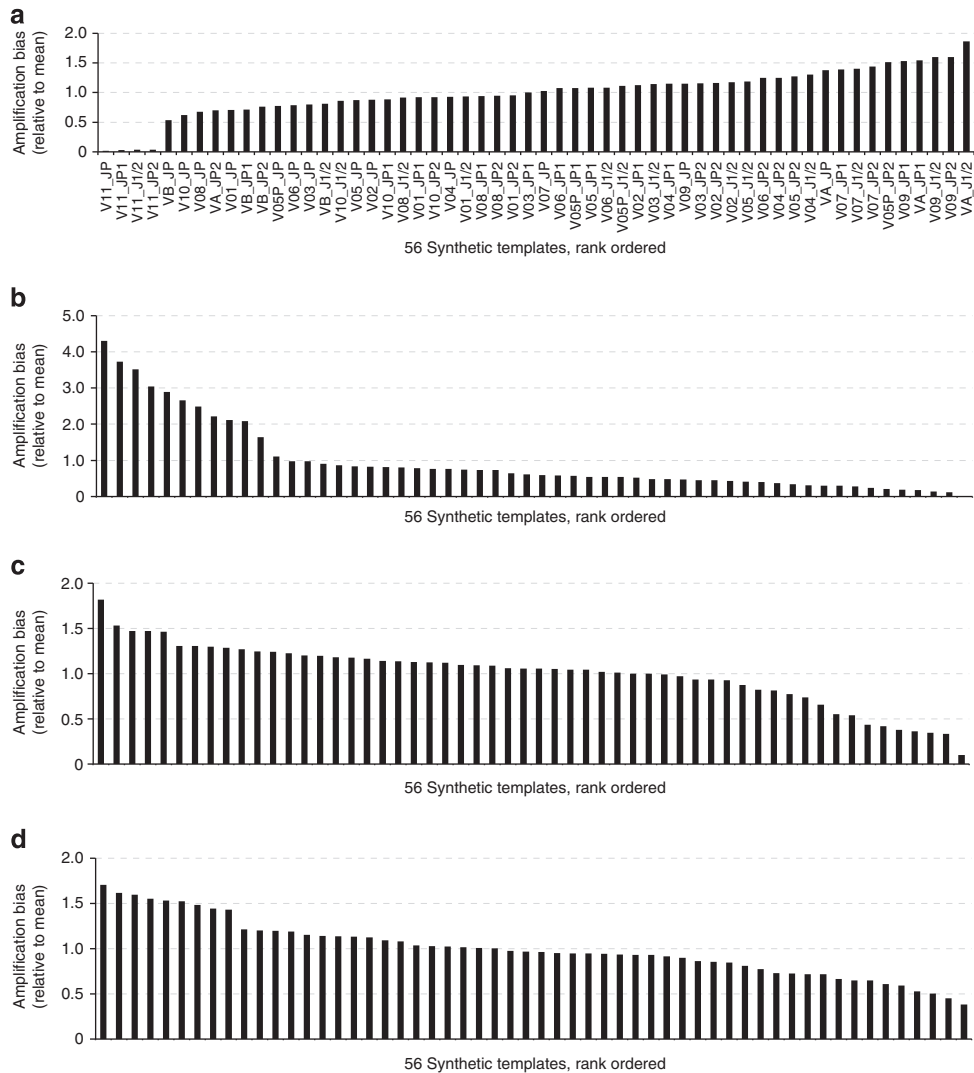 a
Amplification bias
(relative to mean)
2.0
1.5
1.0
0.5
0
V11_JP
V11_JP1
V11_J1/2
V11_JP2
VB_JP
V10_JP
V08_JP
VA_JP2
V01_JP
VB_JP1
VB_JP2
V05P_JP
V06_JP
V03_JP
VB_J1/2
V10_J1/2
V05_JP
V02_JP
V10_JP1
V08_J1/2
V01_JP1
V10_JP2
V04_JP
V01_J1/2
V08_JP1
V08_JP2
V01_JP2
V03_JP1
V07_JP
V06_JP1
V05P_JP1
V05_JP1
V06_J1/2
V05P_J1/2
V02_JP1
V03_J1/2
V04_JP1
V09_JP
V03_JP2
V02_JP2
V02_J1/2
V05_J1/2
V06_JP2
V04_JP2
V05_JP2
V04_J1/2
VA_JP
V07_JP1
V07_J1/2
V07_JP2
V05P_JP2
V09_JP1
VA_JP1
V09_J1/2
V09_JP2
VA_J1/2
56 Synthetic templates, rank ordered
b
Amplification bias
(relative to mean)
5.0
4.0
3.0
2.0
1.0
0
56 Synthetic templates, rank ordered
c
Amplification bias
(relative to mean)
2.0
1.5
1.0
0.5
0
56 Synthetic templates, rank ordered
d
Amplification bias
(relative to mean)
2.0
1.5
1.0
0.5
0
56 Synthetic templates, rank ordered